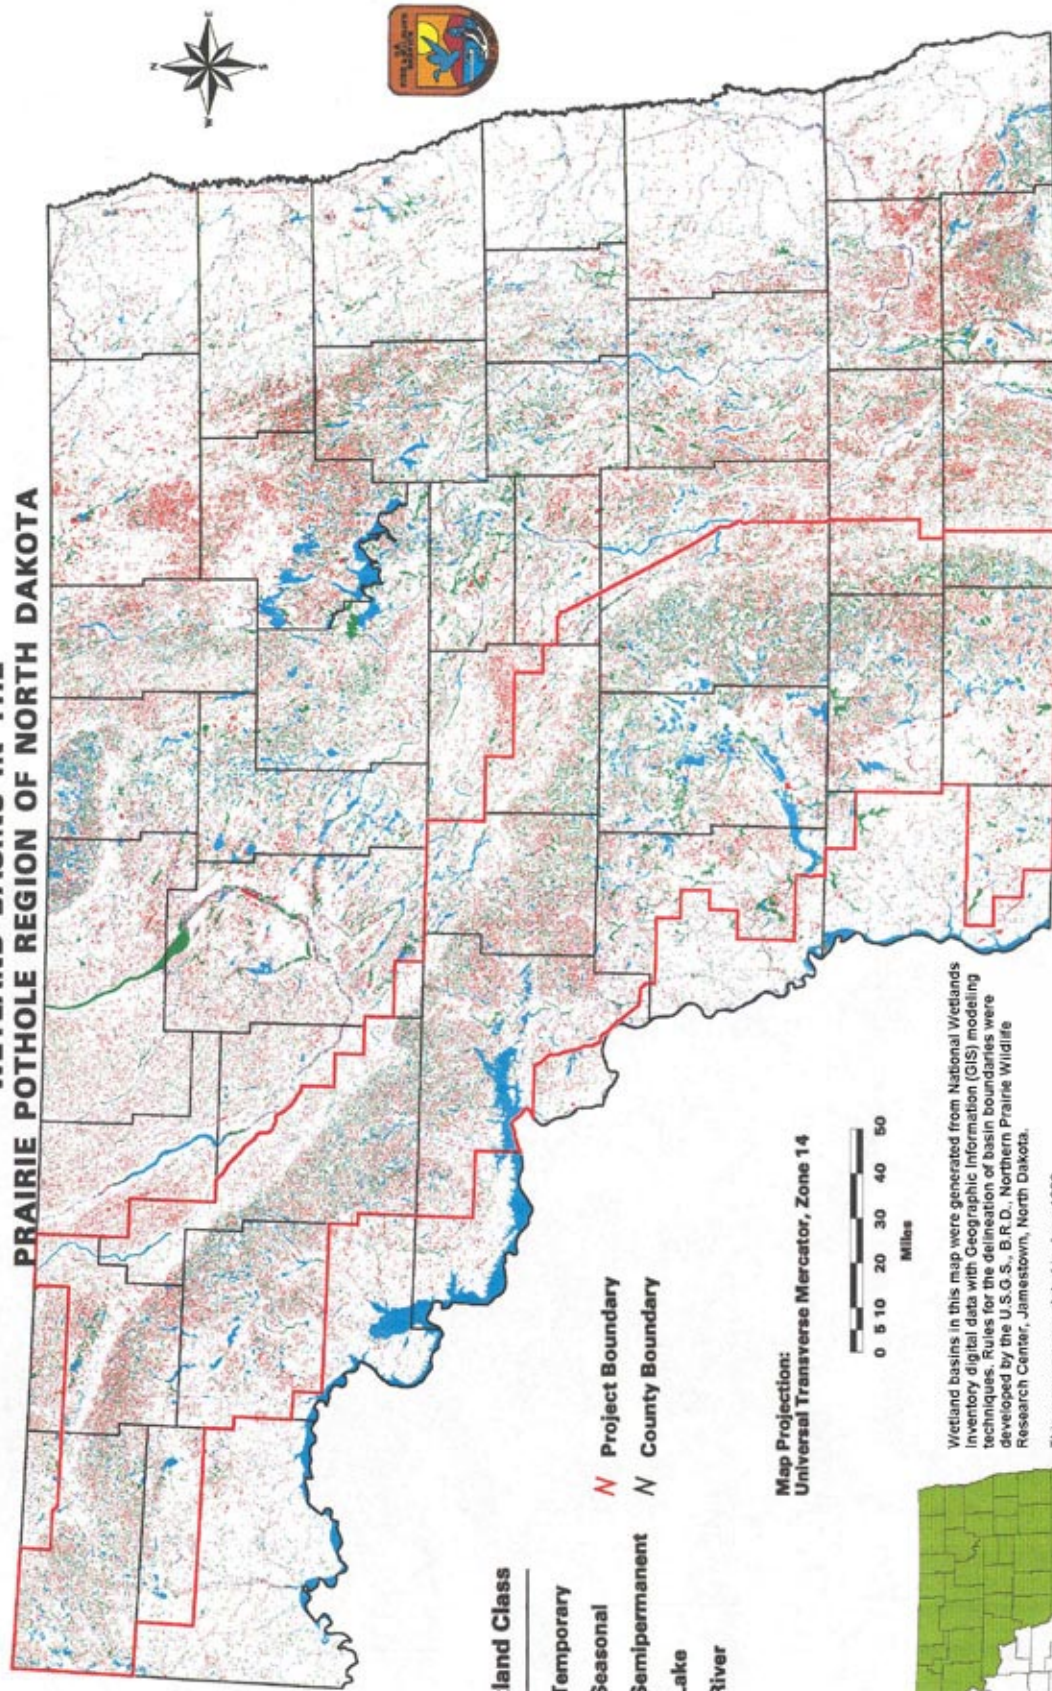 PRAIRIE POTHOLE REGION OF NORTH DAKOTA
N
E
S
W
land Class
Temporary
Seasonal
Semipermanent
Lake
River
Project Boundary
County Boundary
Map Projection:
Universal Transverse Mercator, Zone 14
0 5 10 20 30 40 50
Miles
Wetland basins in this map were generated from National Wetlands
Inventory digital data with Geographic Information (GIS) modeling
techniques. Rules for the delineation of basin boundaries were
developed by the U.S.G.S., B.R.D., Northern Prairie Wildlife
Research Center, Jamestown, North Dakota.